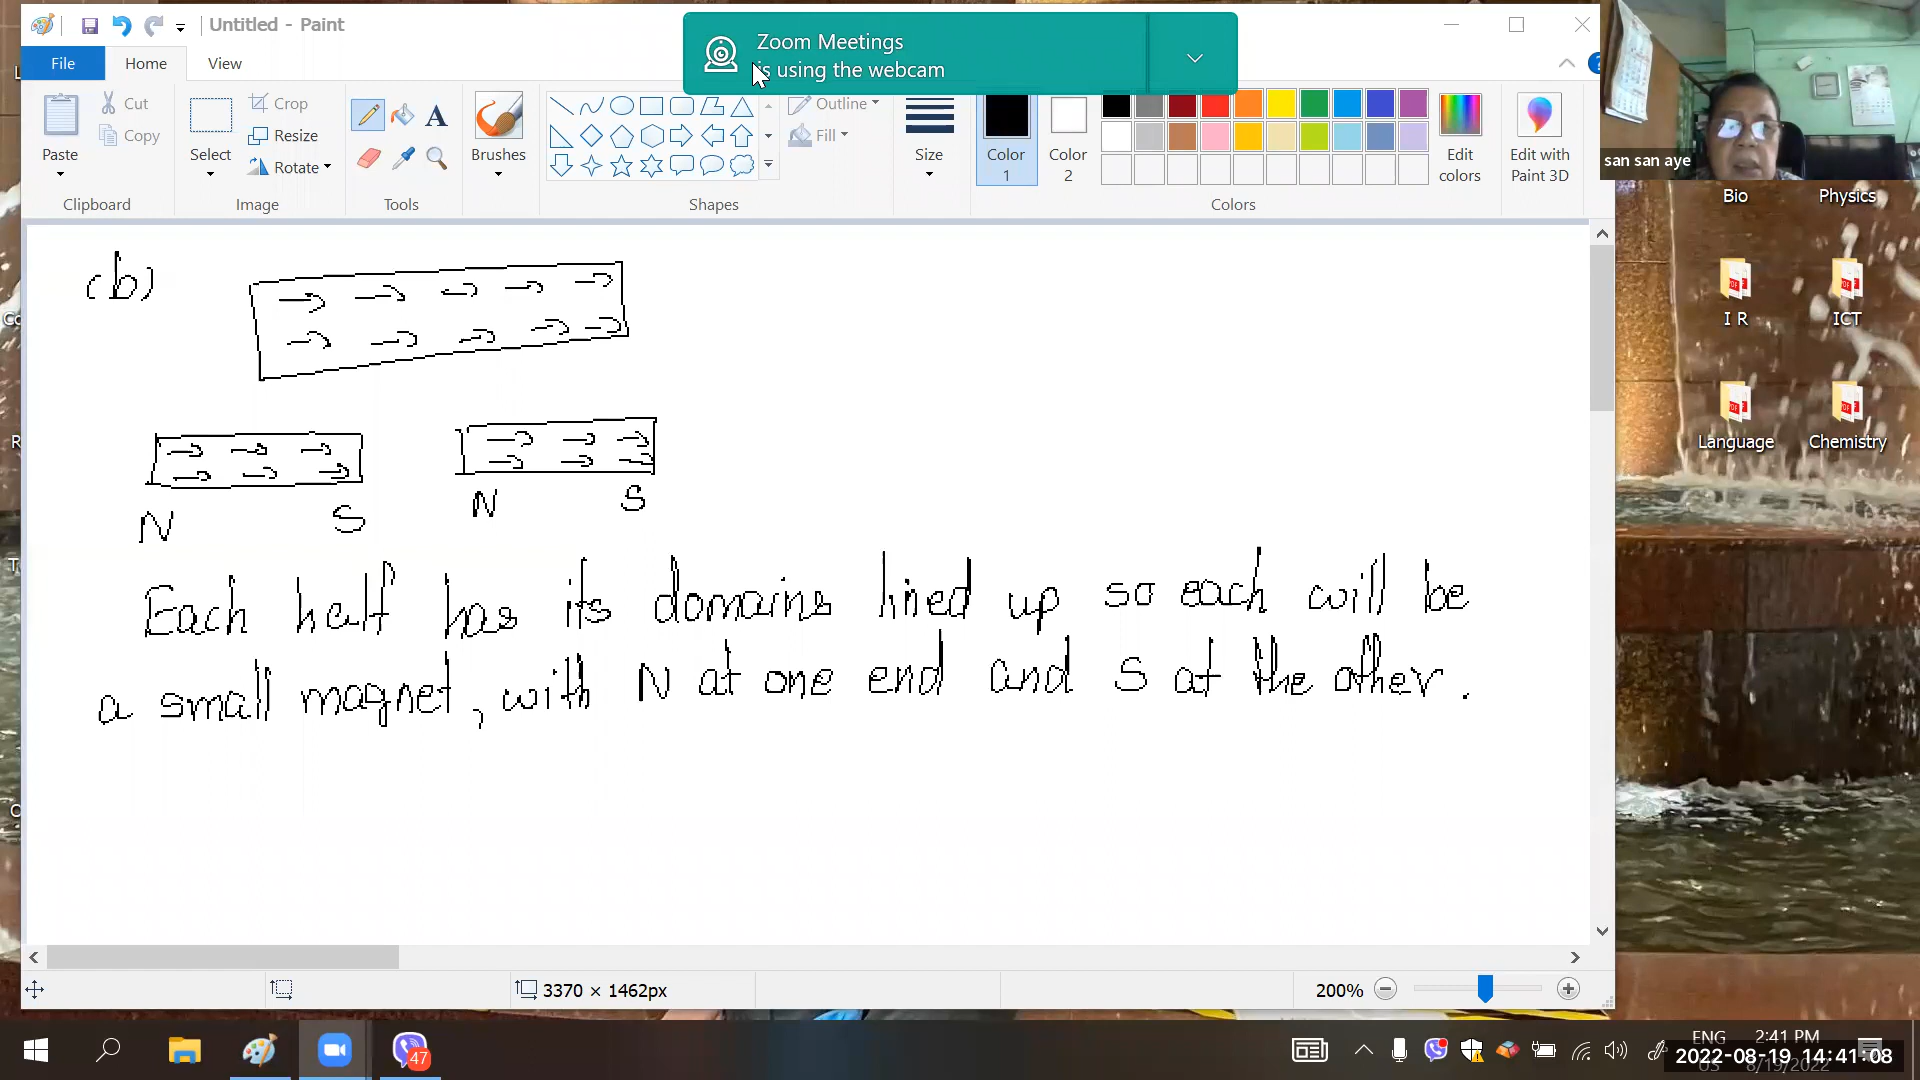 Untitled - Paint
Zoom Meetings
is using the webcam
File
Home
View
Cut
Copy
Paste
Clipboard
Crop
Resize
Rotate
Select
Image
Tools
Brushes
Outline
Fill
Shapes
Size
Color
1
Color
2
Edit
colors
Edit with
Paint 3D
Colors
san san aye
Bio
Physics
I R
ICT
Language
Chemistry
(b)
N S N S
Each half has its domains lined up so each will be
a small magnet, with N at one end and S at the other.
3370 × 1462px
200%
47
ENG
2:41 PM
2022-08-19 14:41:08